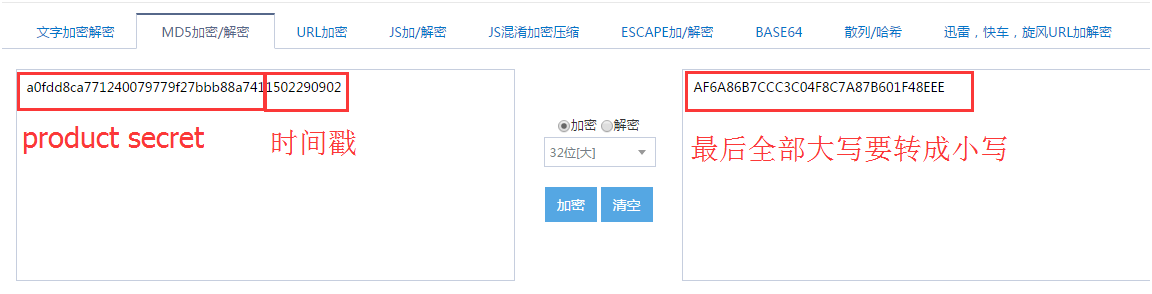 文字加密解密 MD5加密/解密 URL加密 JS加/解密 JS混淆加密压缩 ESCAPE加/解密 BASE64 散列/哈希 迅雷，快车，旋风URL加解密
a0fdd8ca771240079779f27bbb88a7411502290902
product secret 时间戳
加密 解密
32位[大]
加密 清空
AF6A86B7CCC3C04F8C7A87B601F48EEE
最后全部大写要转成小写